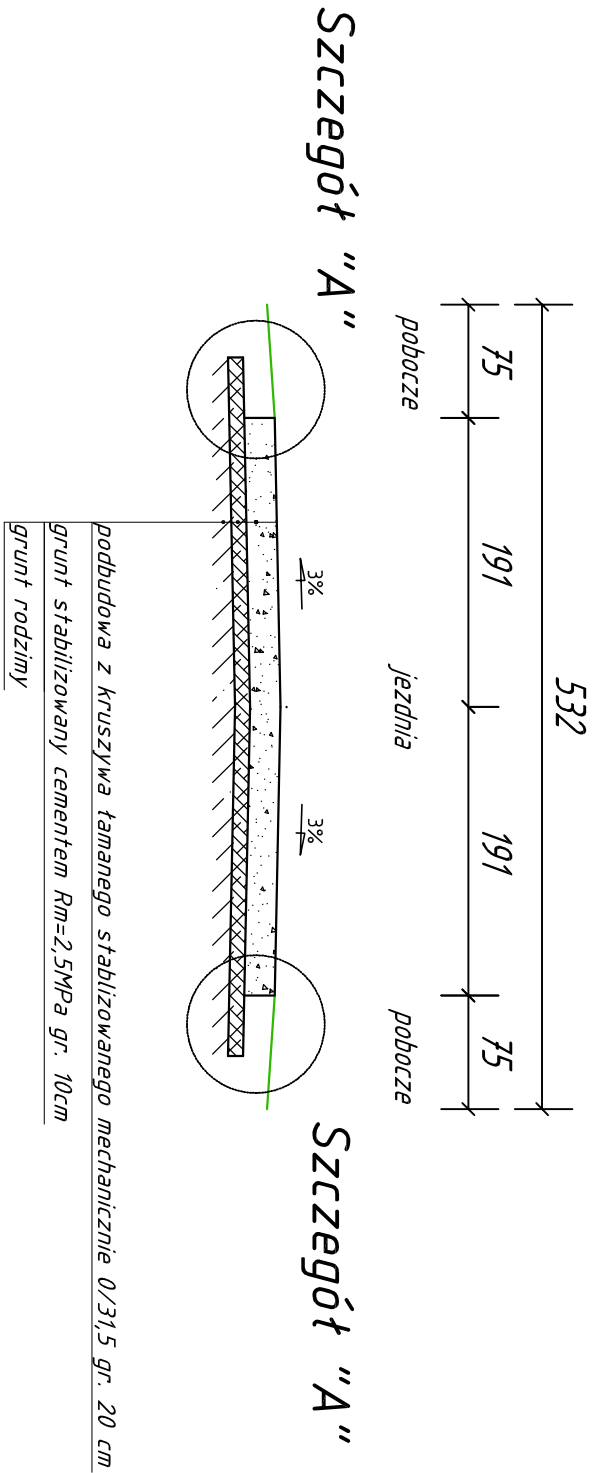 532
75
191
191
75
pobocze
jezdnia
pobocze
Szczegół "A"
Szczegół "A"
3%
3%
podbudowa z kruszywa łamanego stablizowanego mechanicznie 0/31,5 gr. 20 cm
grunt stabilizowany cementem Rm=2,5MPa gr. 10cm
grunt rodzimy